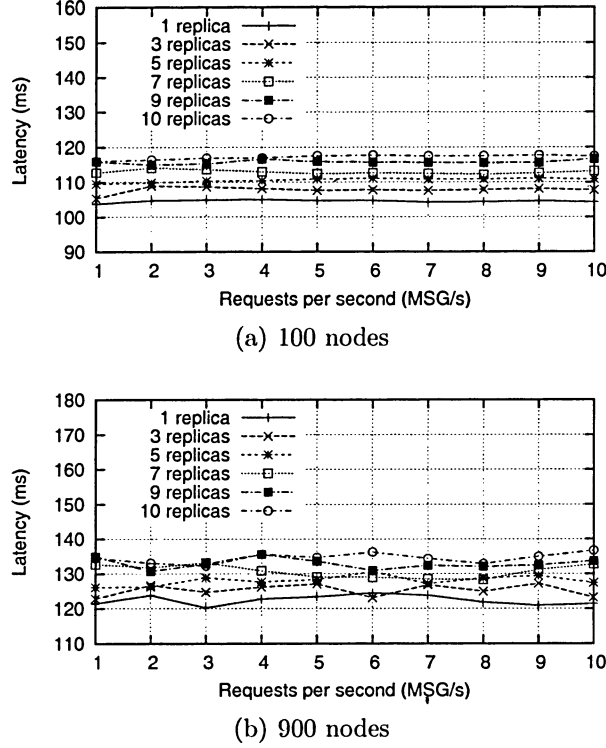 160
150
140
130
120
110
100
90
Latency (ms)
1 replica
3 replicas
5 replicas
7 replicas
9 replicas
10 replicas
1 2 3 4 5 6 7 8 9 10
Requests per second (MSG/s)
(a) 100 nodes
180
170
160
150
140
130
120
110
Latency (ms)
1 replica
3 replicas
5 replicas
7 replicas
9 replicas
10 replicas
1 2 3 4 5 6 7 8 9 10
Requests per second (MSG/s)
(b) 900 nodes